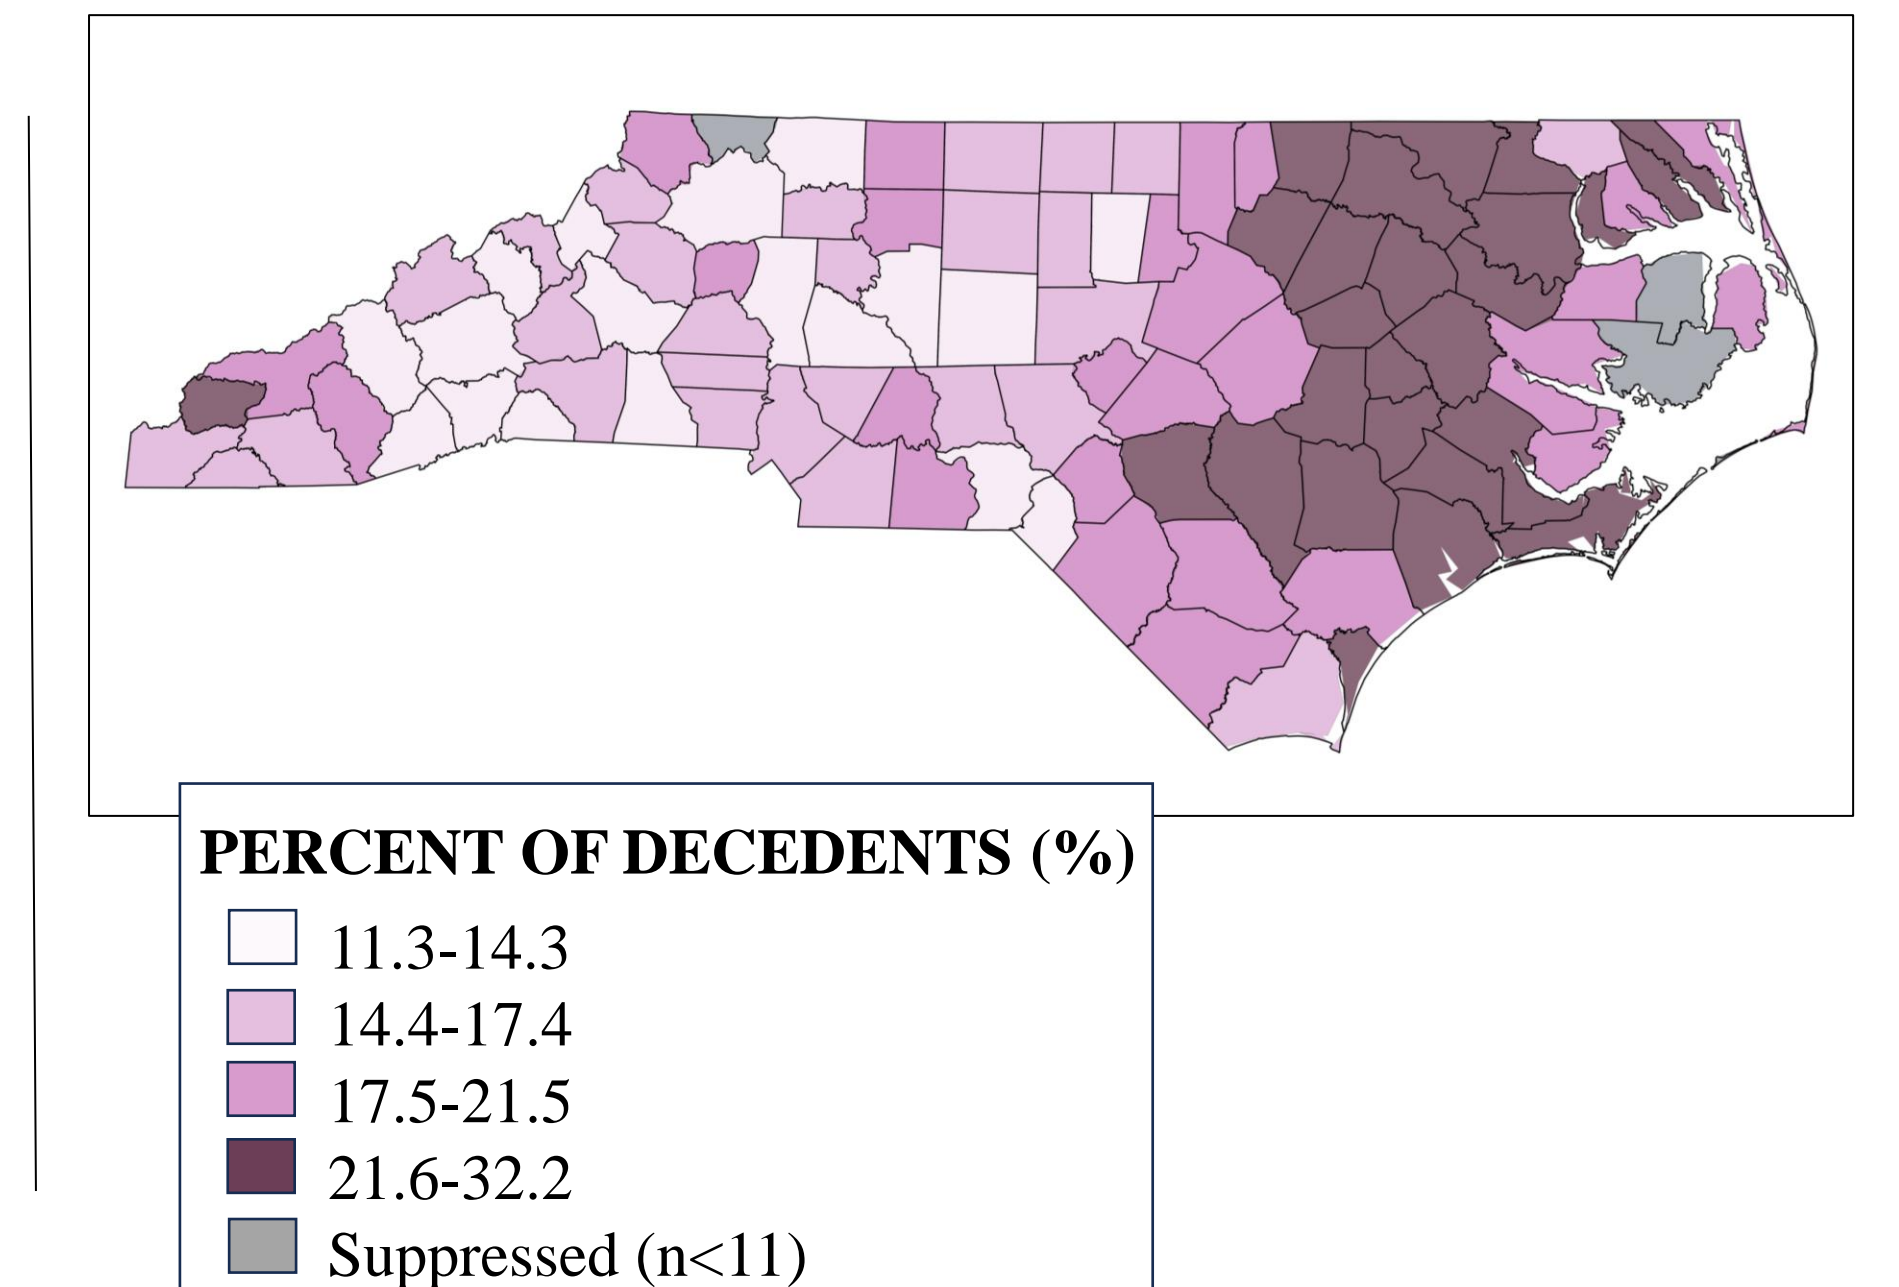 PERCENT OF DECEDENTS (%)
11.3-14.3
14.4-17.4
17.5-21.5
21.6-32.2
Suppressed (n<11)